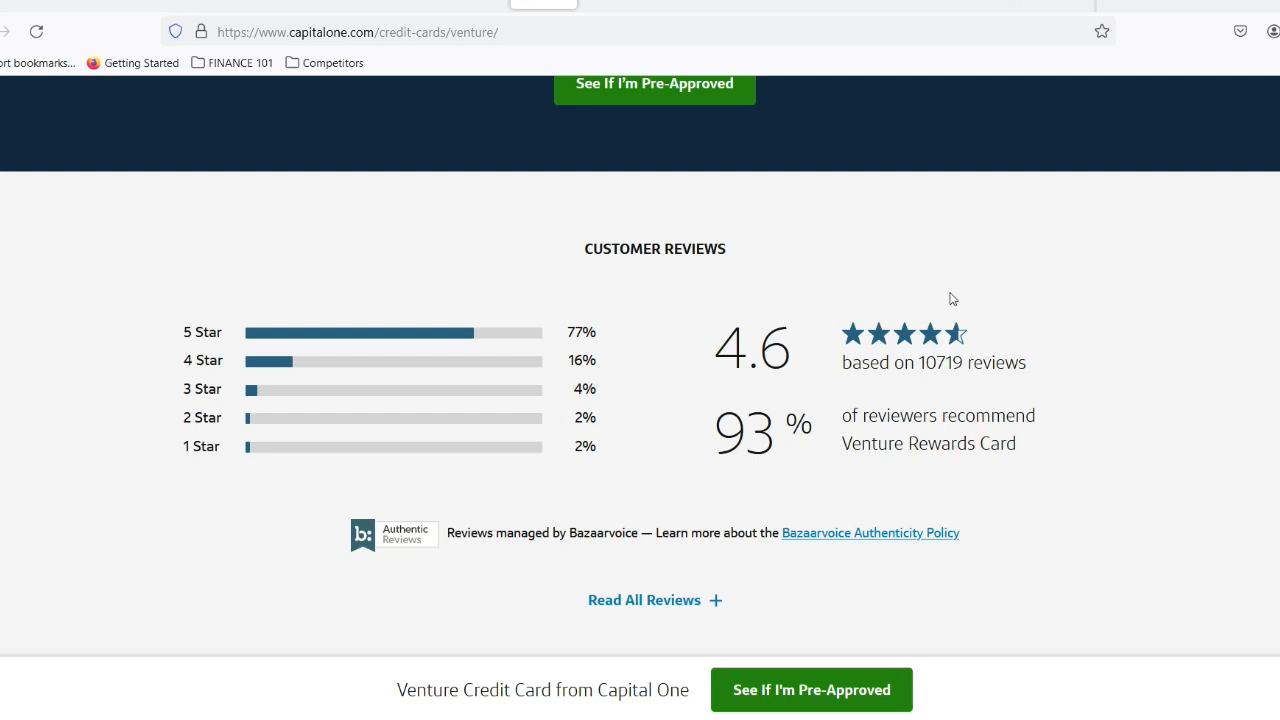 https://www.capitalone.com/credit-cards/venture/
ort bookmarks... Getting Started FINANCE 101 Competitors
See If I'm Pre-Approved
CUSTOMER REVIEWS
5 Star 77%
4 Star 16%
3 Star 4%
2 Star 2%
1 Star 2%
4.6
based on 10719 reviews
93 % of reviewers recommend
Venture Rewards Card
b: Authentic
Reviews
Reviews managed by Bazaarvoice — Learn more about the Bazaarvoice Authenticity Policy
Read All Reviews +
Venture Credit Card from Capital One See If I'm Pre-Approved